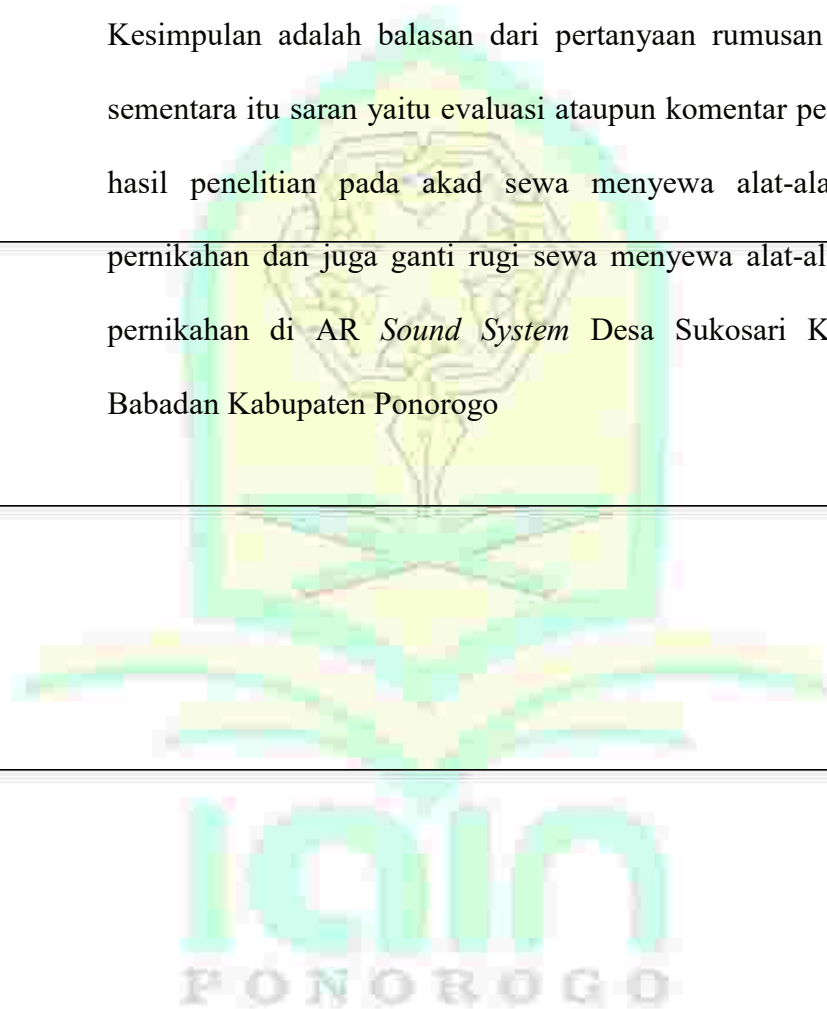 Kesimpulan adalah balasan dari pertanyaan rumusan
sementara itu saran yaitu evaluasi ataupun komentar pe
hasil penelitian pada akad sewa menyewa alat-ala
pernikahan dan juga ganti rugi sewa menyewa alat-al
pernikahan di AR Sound System Desa Sukosari K
Babadan Kabupaten Ponorogo
iain
PONOROGO